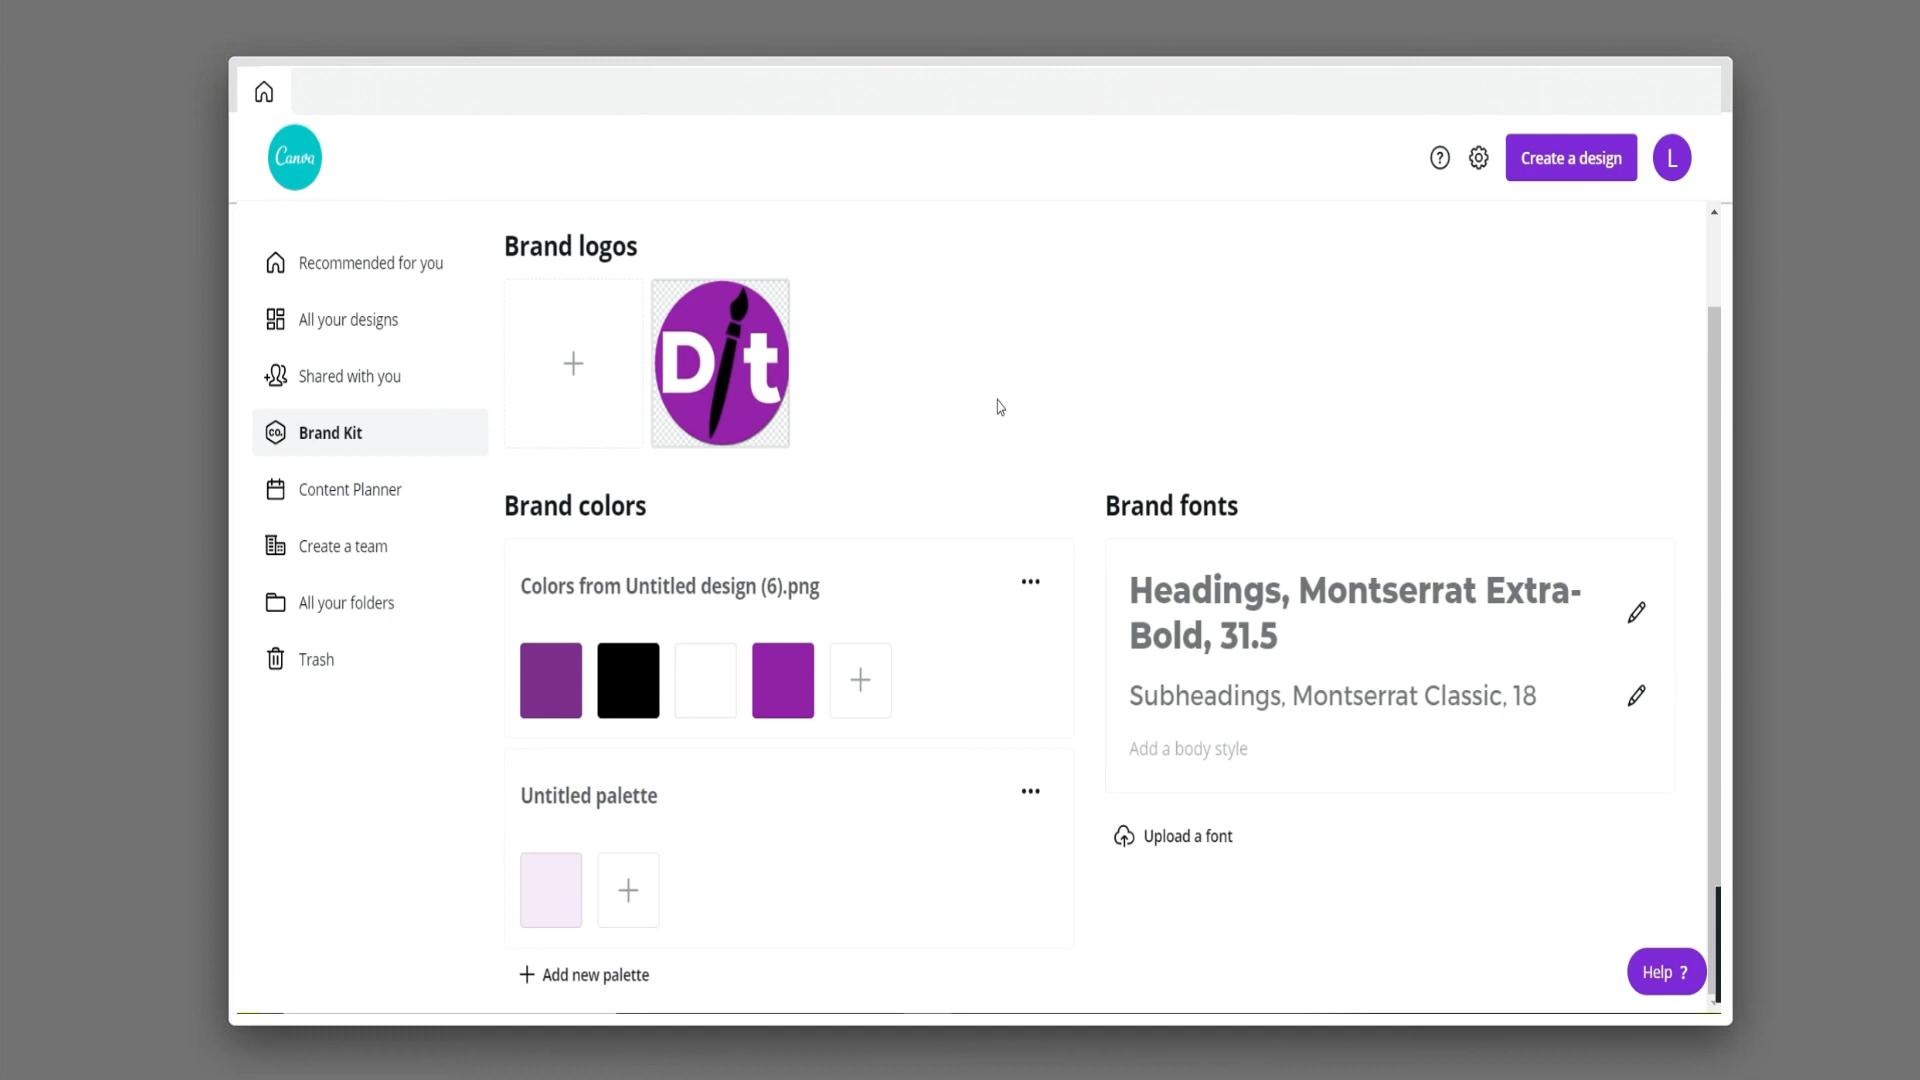 Canva
Create a design
L
Recommended for you
All your designs
Shared with you
CO.
Brand Kit
Content Planner
Create a team
All your folders
Trash
Brand logos
D t
Brand colors
Colors from Untitled design (6).png
Untitled palette
Add new palette
Brand fonts
Headings, Montserrat Extra-
Bold, 31.5
Subheadings, Montserrat Classic, 18
Add a body style
Upload a font
Help ?